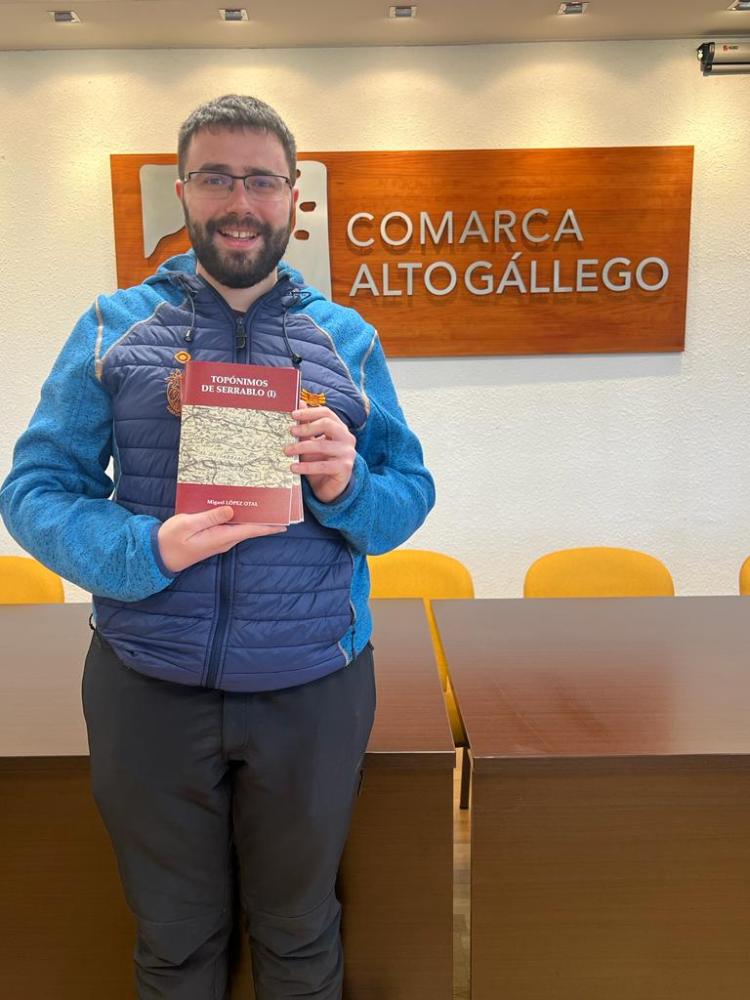 COMARCA
ALTO GÁLLEGO
TOPÓNIMOS
DE SERRABLO (I)
Miguel LÓPEZ OTAL